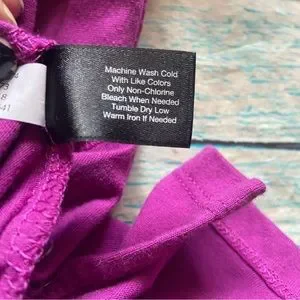 Machine Wash Cold
With Like Colors
Only Non-Chlorine
Bleach When Needed
Tumble Dry Low
Warm Iron If Needed